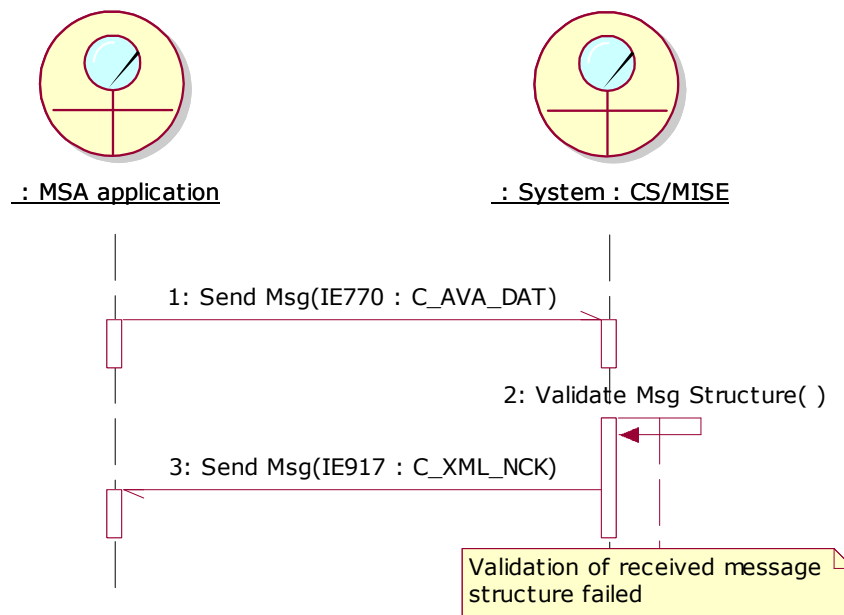 : MSA application
: System : CS/MISE
1: Send Msg(IE770 : C_AVA_DAT)
2: Validate Msg Structure( )
3: Send Msg(IE917 : C_XML_NCK)
Validation of received message
structure failed